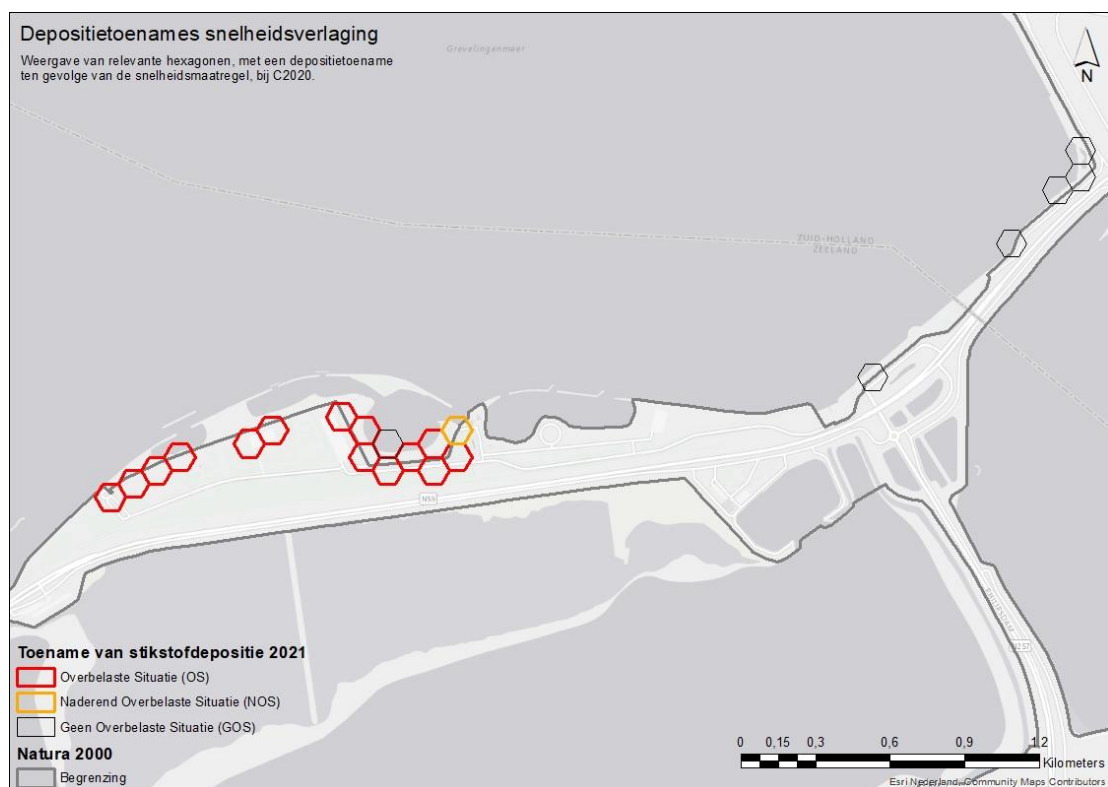 Depositietoenames snelheidsverlaging
Weergave van relevante hexagonen, met een depositietoename
ten gevolge van de snelheidsmaatregel, bij C2020.
Grevelingenmeer
N
ZUID-HOLLAND
ZEELAND
N59
PHILIPSDAM
N257
Toename van stikstofdepositie 2021
Overbelaste Situatie (OS)
Naderend Overbelaste Situatie (NOS)
Geen Overbelaste Situatie (GOS)
Natura 2000
Begrenzing
0 0,15 0,3 0,6 0,9 1,2
Kilometers
Esri Nederland, Community Maps Contributors